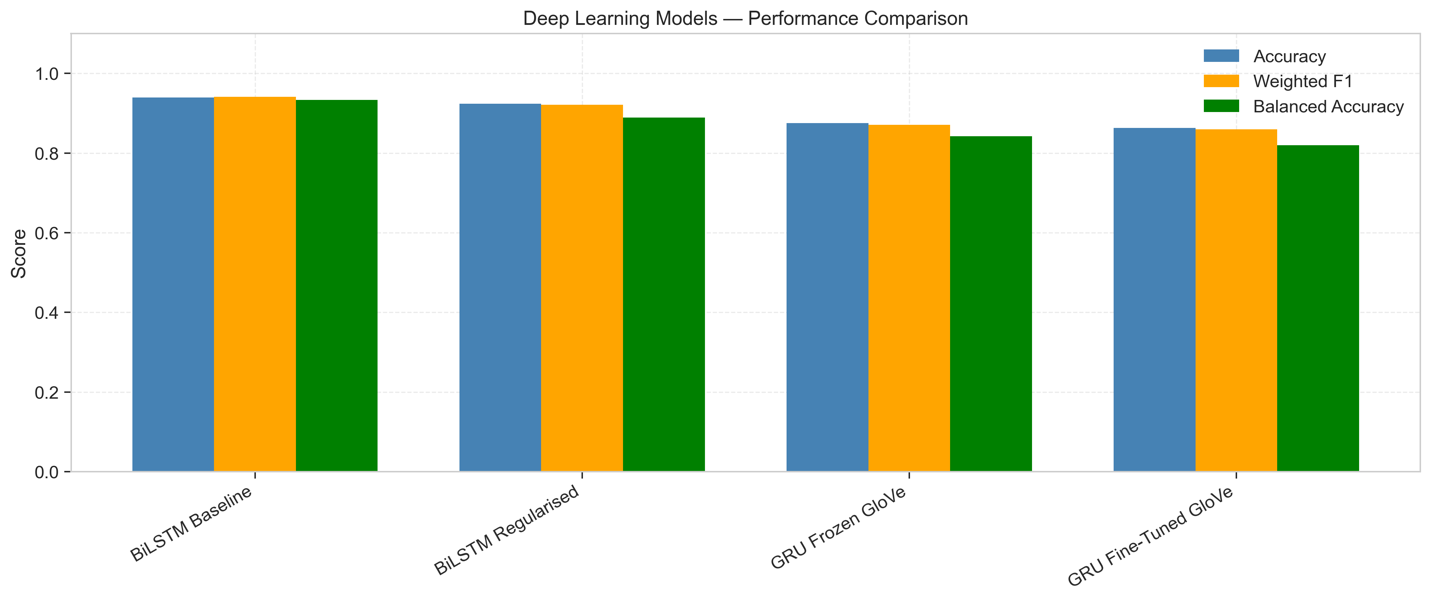 Deep Learning Models — Performance Comparison
Accuracy
Weighted F1
Balanced Accuracy
Score
1.0
0.8
0.6
0.4
0.2
0.0
BiLSTM Baseline
BiLSTM Regularised
GRU Frozen GloVe
GRU Fine-Tuned GloVe